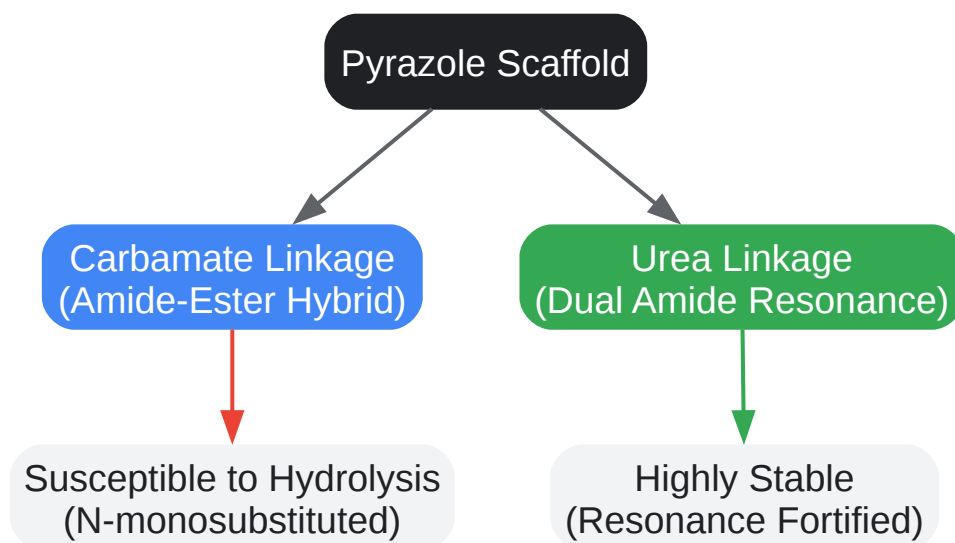 Pyrazole Scaffold
Carbamate Linkage
(Amide-Ester Hybrid)
Urea Linkage
(Dual Amide Resonance)
Susceptible to Hydrolysis
(N-monosubstituted)
Highly Stable
(Resonance Fortified)